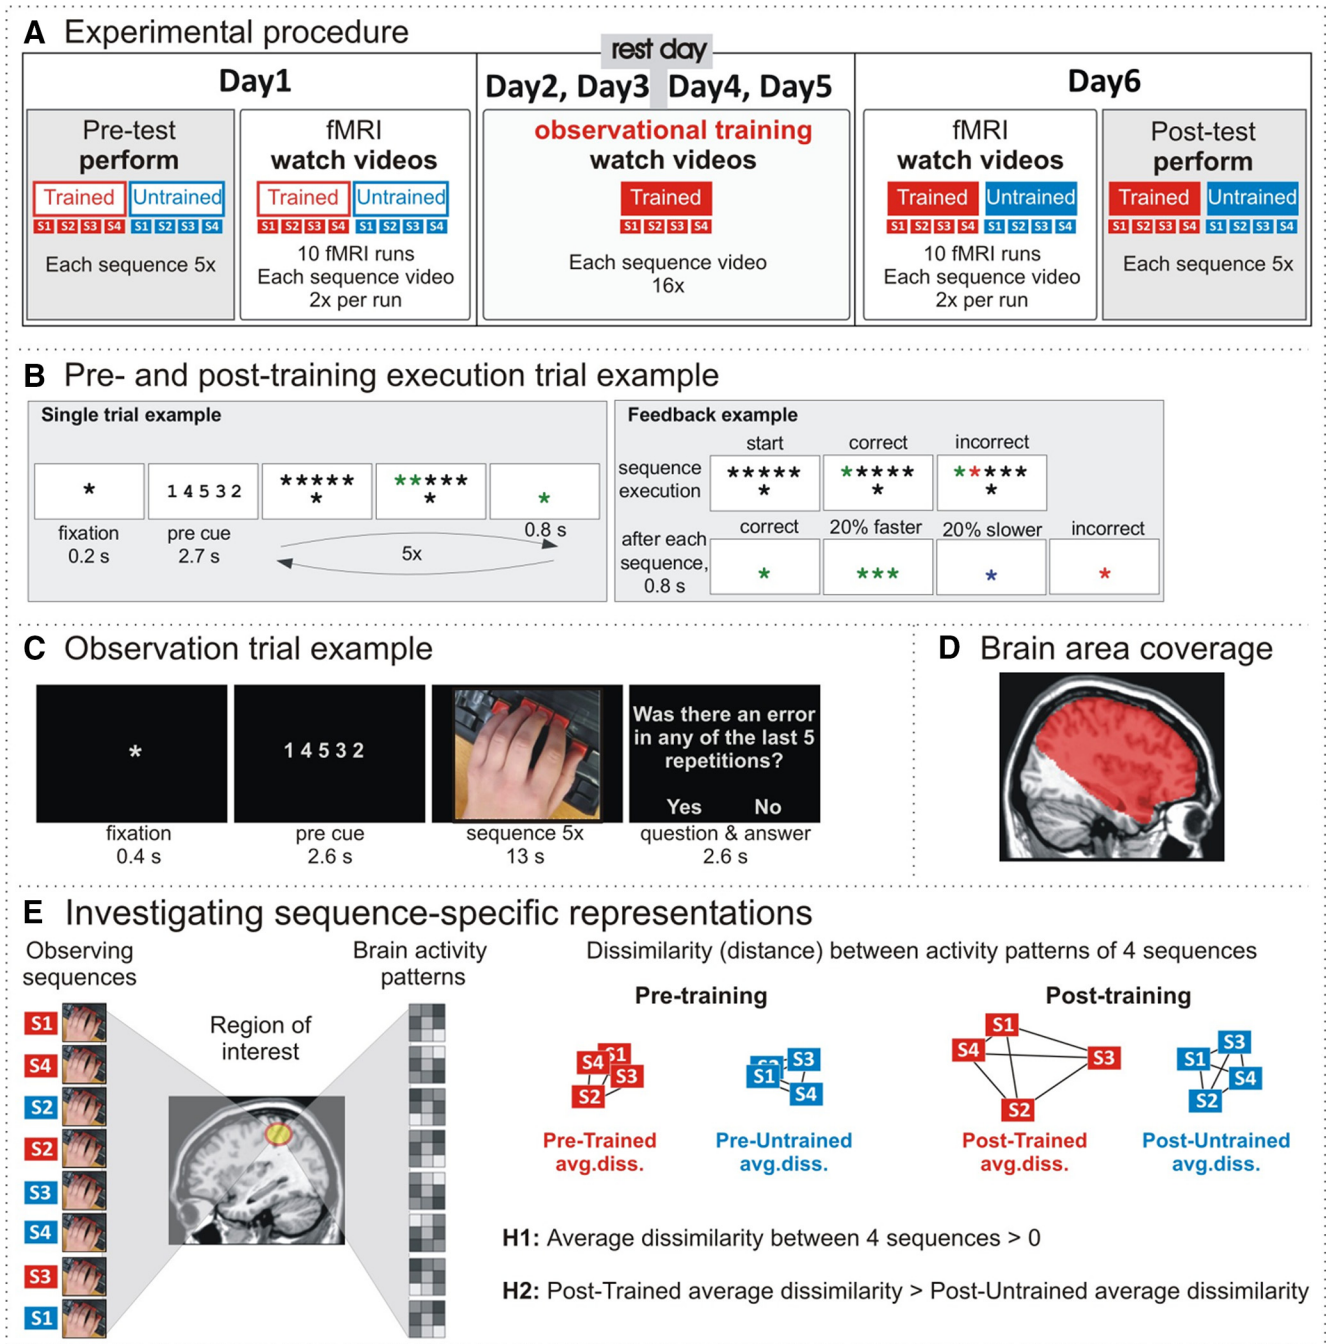 A Experimental procedure
rest day
Day1
Day2, Day3 Day4, Day5
Day6
Pre-test
perform
Trained Untrained
S1 S2 S3 S4 S1 S2 S3 S4
Each sequence 5x
fMRI
watch videos
Trained Untrained
S1 S2 S3 S4 S1 S2 S3 S4
10 fMRI runs
Each sequence video
2x per run
observational training
watch videos
Trained
S1 S2 S3 S4
Each sequence video
16x
fMRI
watch videos
Trained Untrained
S1 S2 S3 S4 S1 S2 S3 S4
10 fMRI runs
Each sequence video
2x per run
Post-test
perform
Trained Untrained
S1 S2 S3 S4 S1 S2 S3 S4
Each sequence 5x
B Pre- and post-training execution trial example
Single trial example
*
1 4 5 3 2
*****
*
*****
*
*
fixation
0.2 s
pre cue
2.7 s
5x
0.8 s
Feedback example
start correct incorrect
sequence
execution
*****
*
*****
*
*****
*
correct 20% faster 20% slower incorrect
after each
sequence,
0.8 s
* *** * *
C Observation trial example
*
1 4 5 3 2
Was there an error
in any of the last 5
repetitions?
Yes No
fixation
0.4 s
pre cue
2.6 s
sequence 5x
13 s
question & answer
2.6 s
D Brain area coverage
E Investigating sequence-specific representations
Observing
sequences
Brain activity
patterns
Region of
interest
S1
S4
S2
S2
S3
S4
S3
S1
Dissimilarity (distance) between activity patterns of 4 sequences
Pre-training
Post-training
S4 S1
S3
S2
S3
S1
S4
S1
S4
S3
S2
S3
S1
S4
S2
Pre-Trained
avg.diss.
Pre-Untrained
avg.diss.
Post-Trained
avg.diss.
Post-Untrained
avg.diss.
H1: Average dissimilarity between 4 sequences > 0
H2: Post-Trained average dissimilarity > Post-Untrained average dissimilarity